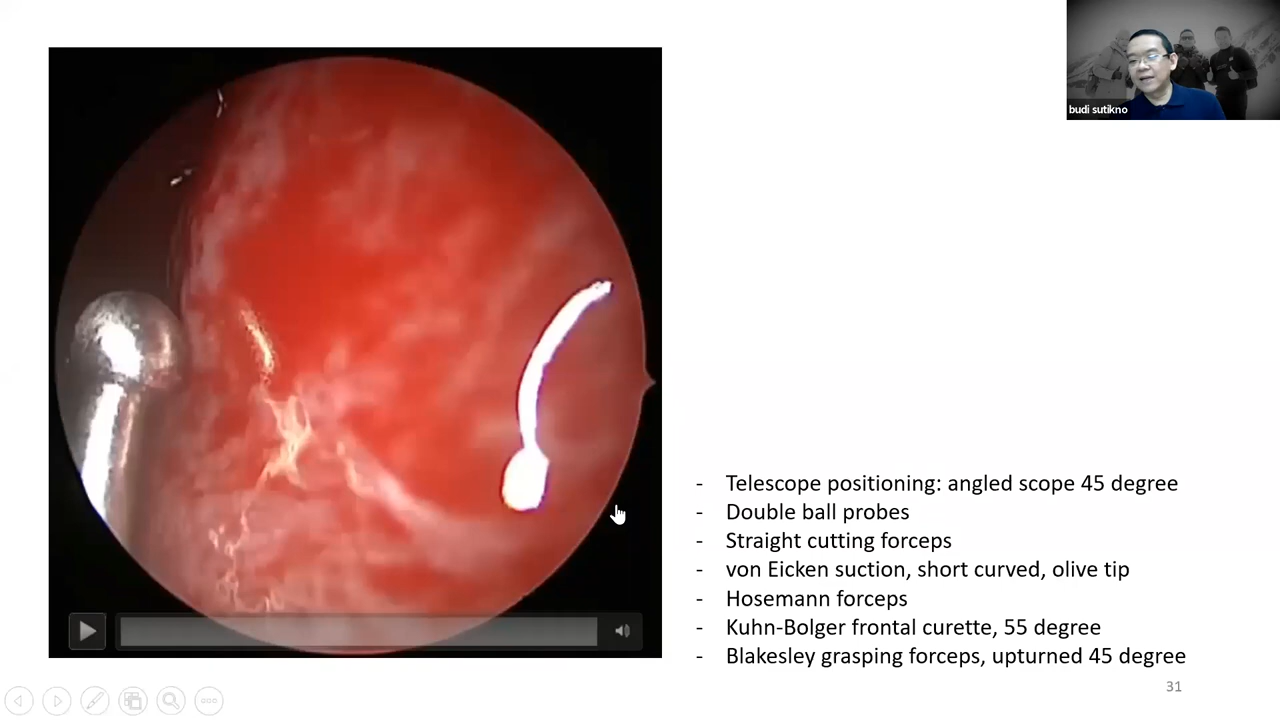 budi sutikno
- Telescope positioning: angled scope 45 degree
- Double ball probes
- Straight cutting forceps
- von Eicken suction, short curved, olive tip
- Hosemann forceps
- Kuhn-Bolger frontal curette, 55 degree
- Blakesley grasping forceps, upturned 45 degree
31